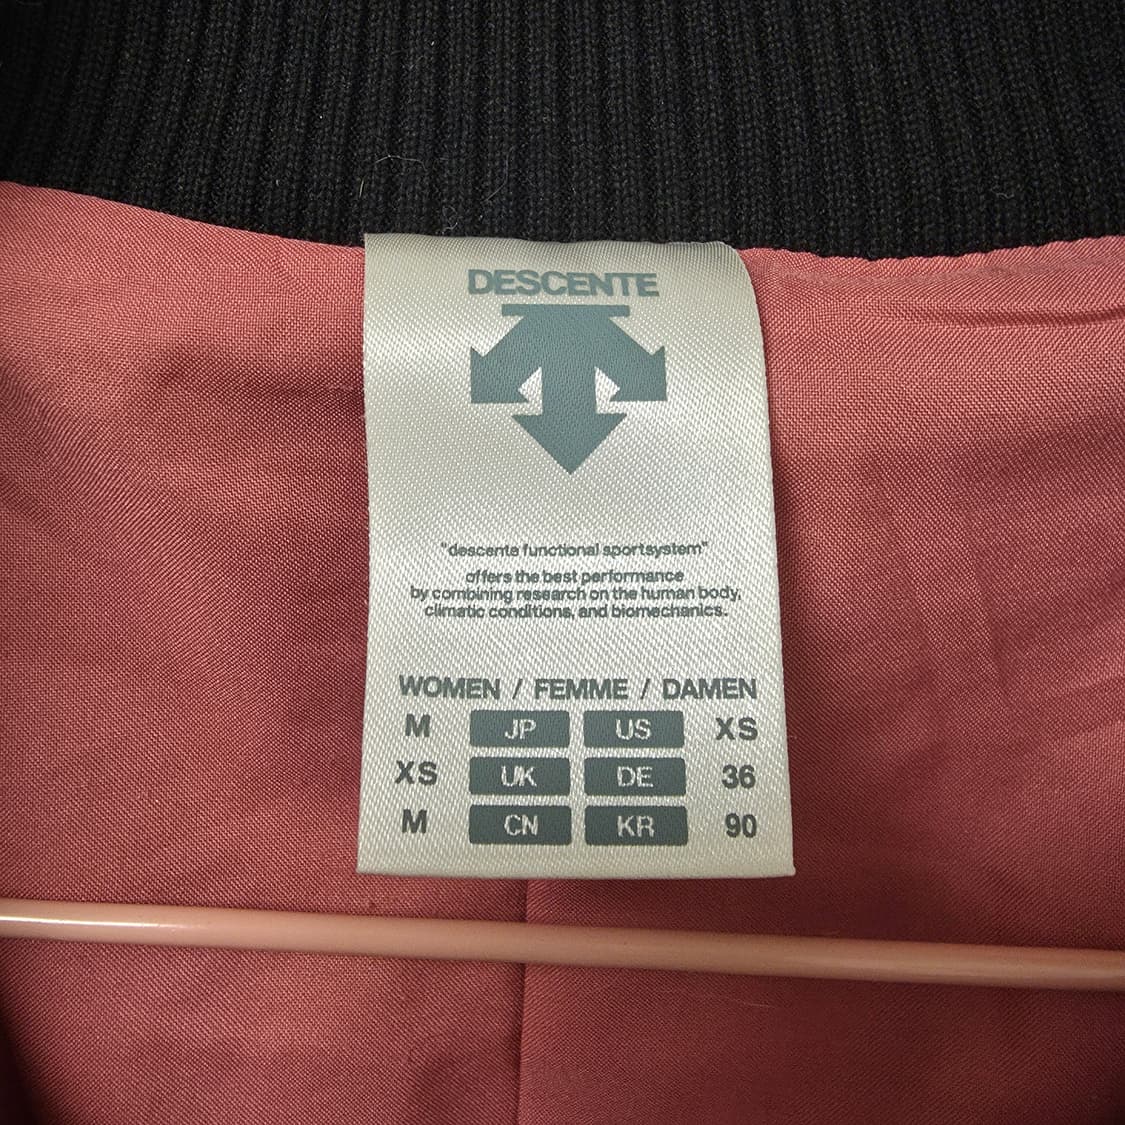 DESCENTE
"descente functional sportsystem"
offers the best performance
by combining research on the human body,
climatic conditions, and biomechanics.
WOMEN / FEMME / DAMEN
M JP US XS
XS UK DE 36
M CN KR 90